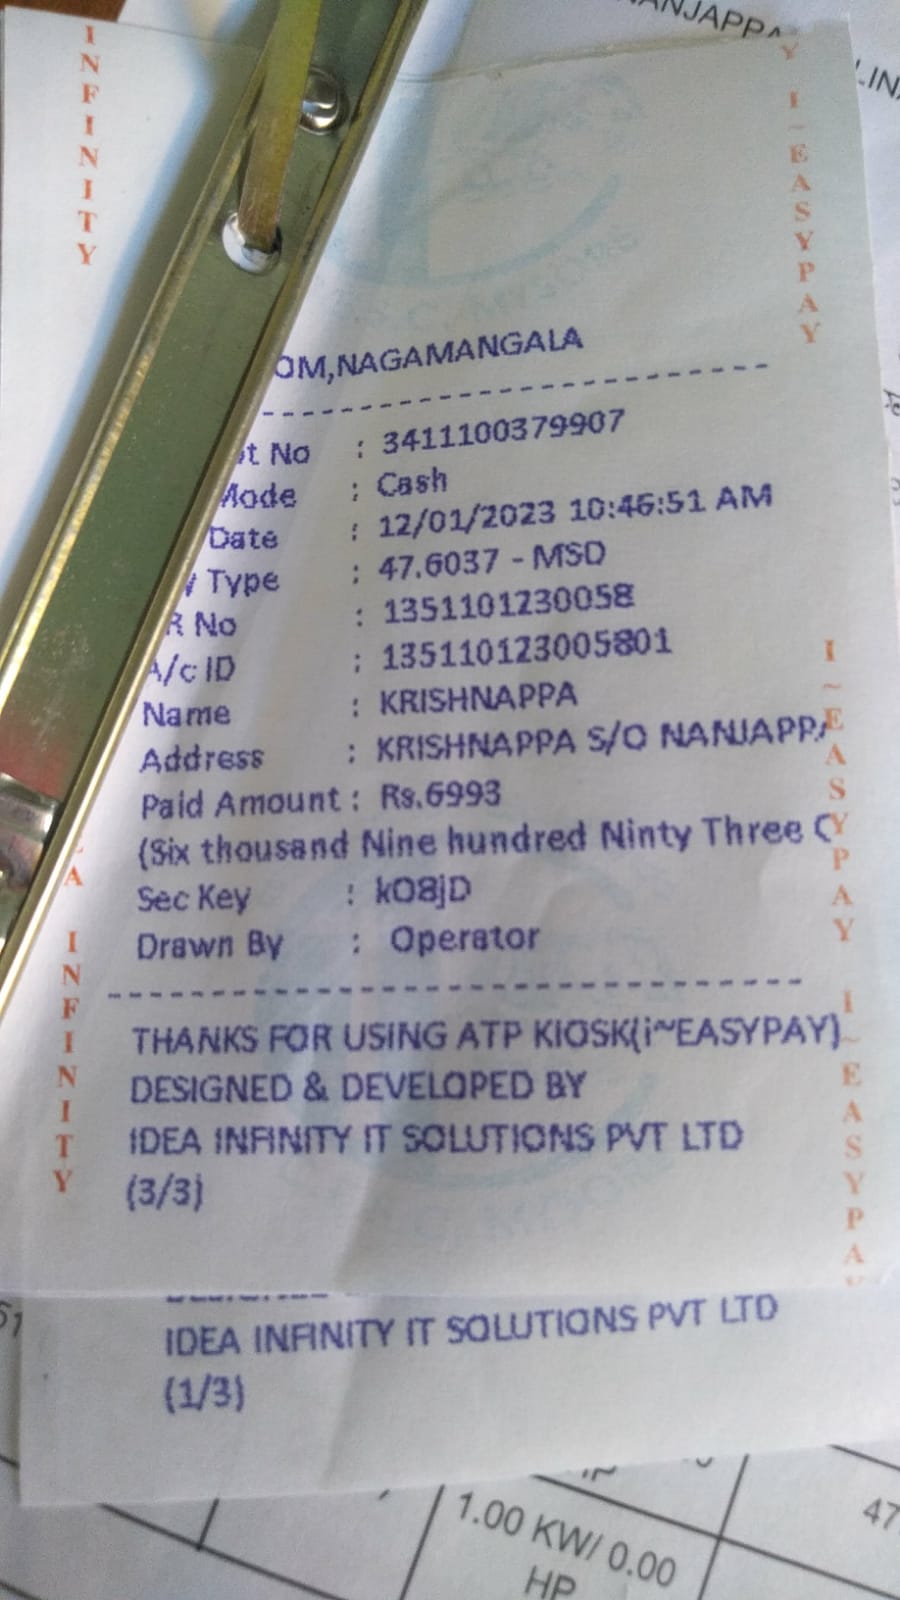 INFINITY
I~EASYPAY
OM,NAGAMANGALA
--------------------------
pt No : 3411100379907
Mode : Cash
Date : 12/01/2023 10:46:51 AM
Type : 47.6037 - MSD
R No : 1351101230058
A/c ID : 135110123005801
Name : KRISHNAPPA
Address : KRISHNAPPA S/O NANJAPPA
Paid Amount : Rs.6993
(Six thousand Nine hundred Ninty Three O
Sec Key : kO8jD
Drawn By : Operator
--------------------------
THANKS FOR USING ATP KIOSK(i~EASYPAY)
DESIGNED & DEVELOPED BY
IDEA INFINITY IT SOLUTIONS PVT LTD
(3/3)
I~EASYPAY
A INFINITY
I~EASYPA
IDEA INFINITY IT SOLUTIONS PVT LTD
(1/3)
1.00 KW/ 0.00
HP
47